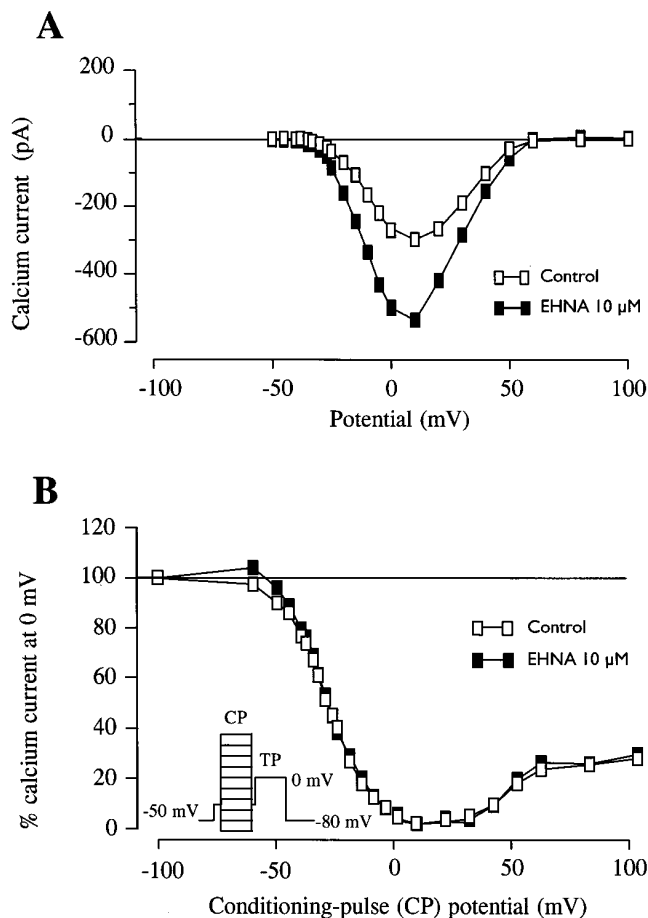 A
200
0
-200
-400
-600
Calcium current (pA)
Control
EHNA 10 µM
-100
-50
0
50
100
Potential (mV)
B
120
100
80
60
40
20
0
% calcium current at 0 mV
Control
EHNA 10 µM
CP
TP
0 mV
-50 mV
-80 mV
-100
-50
0
50
100
Conditioning-pulse (CP) potential (mV)